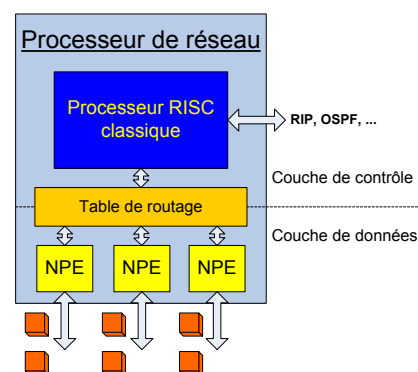 Processeur de réseau
Processeur RISC
classique
RIP, OSPF, ...
Couche de contrôle
Table de routage
Couche de données
NPE NPE NPE